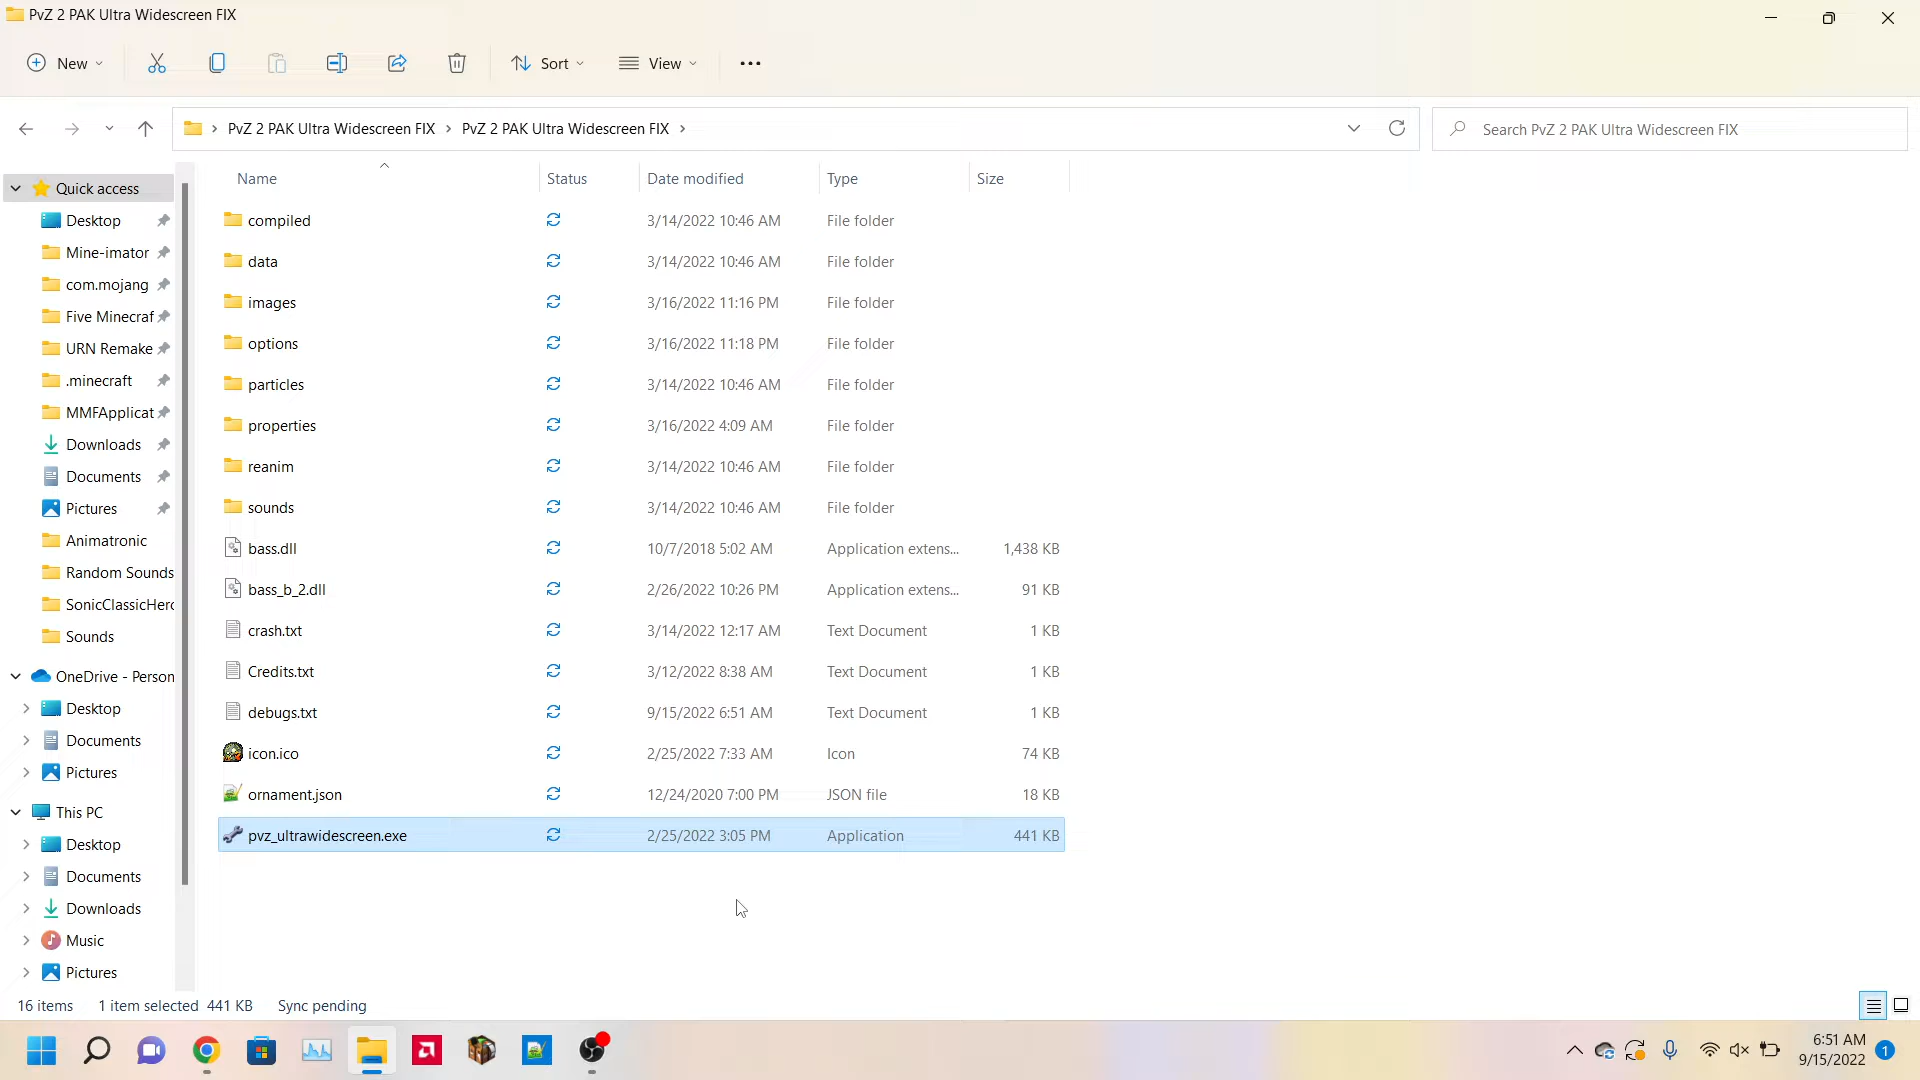 PvZ 2 PAK Ultra Widescreen FIX
New
Sort
View
PvZ 2 PAK Ultra Widescreen FIX > PvZ 2 PAK Ultra Widescreen FIX >
Search PvZ 2 PAK Ultra Widescreen FIX
Name Status Date modified Type Size
Quick access
Desktop
Mine-imator
com.mojang
Five Minecraf
URN Remake
.minecraft
MMFApplicat
Downloads
Documents
Pictures
Animatronic
Random Sounds
SonicClassicHero
Sounds
OneDrive - Person
Desktop
Documents
Pictures
This PC
Desktop
Documents
Downloads
Music
Pictures
compiled 3/14/2022 10:46 AM File folder
data 3/14/2022 10:46 AM File folder
images 3/16/2022 11:16 PM File folder
options 3/16/2022 11:18 PM File folder
particles 3/14/2022 10:46 AM File folder
properties 3/16/2022 4:09 AM File folder
reanim 3/14/2022 10:46 AM File folder
sounds 3/14/2022 10:46 AM File folder
bass.dll 10/7/2018 5:02 AM Application extens... 1,438 KB
bass_b_2.dll 2/26/2022 10:26 PM Application extens... 91 KB
crash.txt 3/14/2022 12:17 AM Text Document 1 KB
Credits.txt 3/12/2022 8:38 AM Text Document 1 KB
debugs.txt 9/15/2022 6:51 AM Text Document 1 KB
icon.ico 2/25/2022 7:33 AM Icon 74 KB
ornament.json 12/24/2020 7:00 PM JSON file 18 KB
pvz_ultrawidescreen.exe 2/25/2022 3:05 PM Application 441 KB
16 items 1 item selected 441 KB Sync pending
6:51 AM
9/15/2022
1